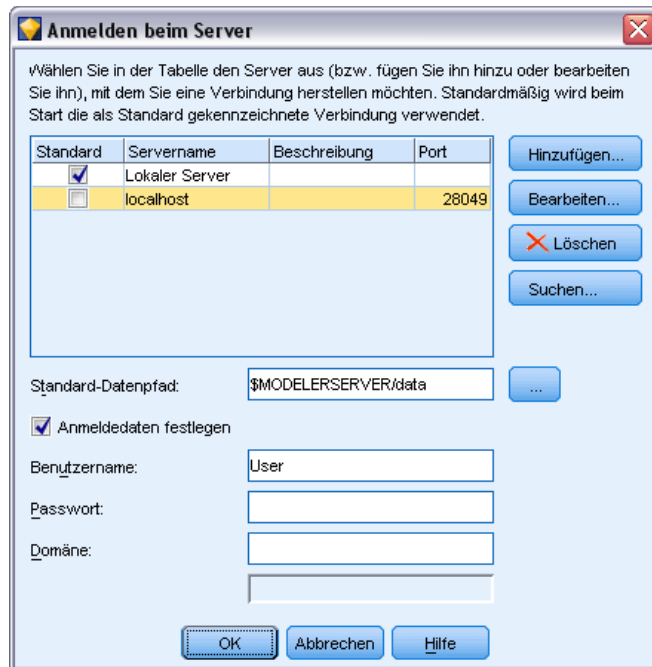 Anmelden beim Server
Wählen Sie in der Tabelle den Server aus (bzw. fügen Sie ihn hinzu oder bearbeiten
Sie ihn), mit dem Sie eine Verbindung herstellen möchten. Standardmäßig wird beim
Start die als Standard gekennzeichnete Verbindung verwendet.
Standard Servername Beschreibung Port
Lokaler Server
localhost 28049
Hinzufügen...
Bearbeiten...
Löschen
Suchen...
Standard-Datenpfad: $MODELERSERVER/data ...
Anmeldedaten festlegen
Benutzername: User
Passwort:
Domäne:
OK Abbrechen Hilfe